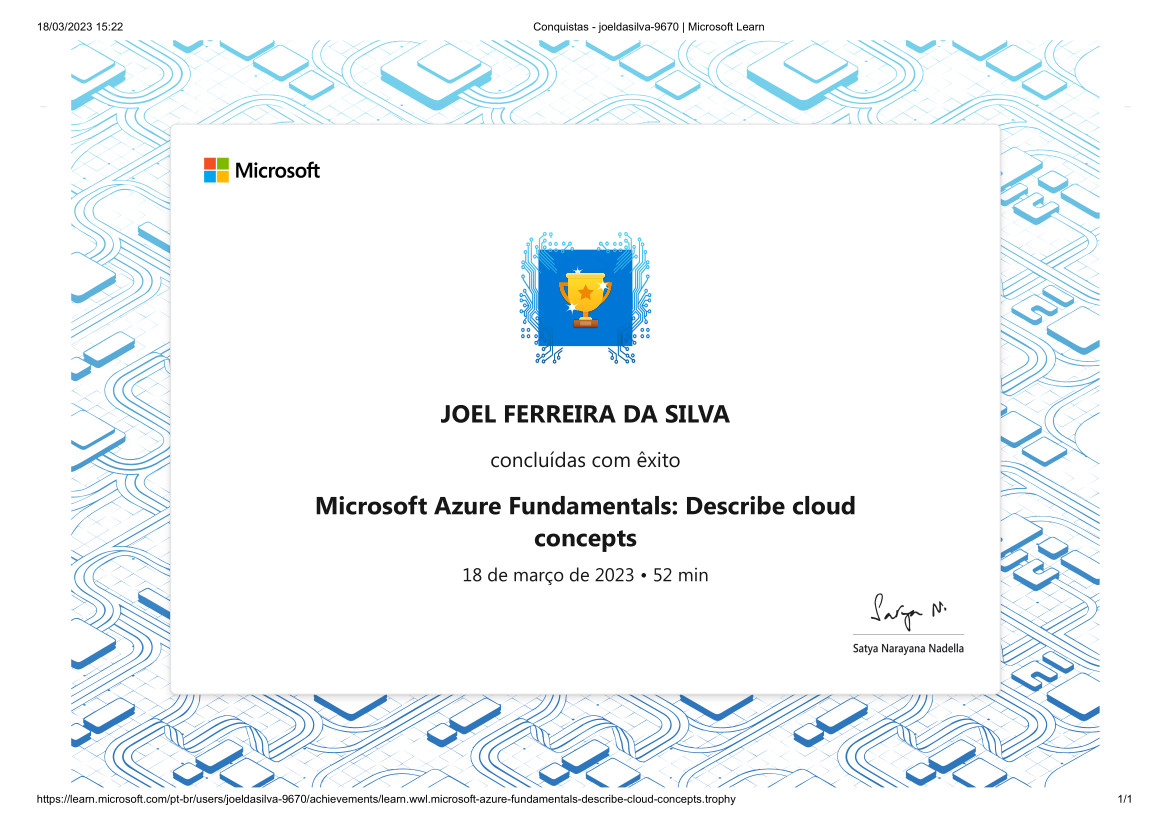 18/03/2023 15:22
Conquistas - joeldasilva-9670 | Microsoft Learn
Microsoft
JOEL FERREIRA DA SILVA
concluídas com êxito
Microsoft Azure Fundamentals: Describe cloud
concepts
18 de março de 2023 • 52 min
Satya N.
Satya Narayana Nadella
https://learn.microsoft.com/pt-br/users/joeldasilva-9670/achievements/learn.wwl.microsoft-azure-fundamentals-describe-cloud-concepts.trophy
1/1